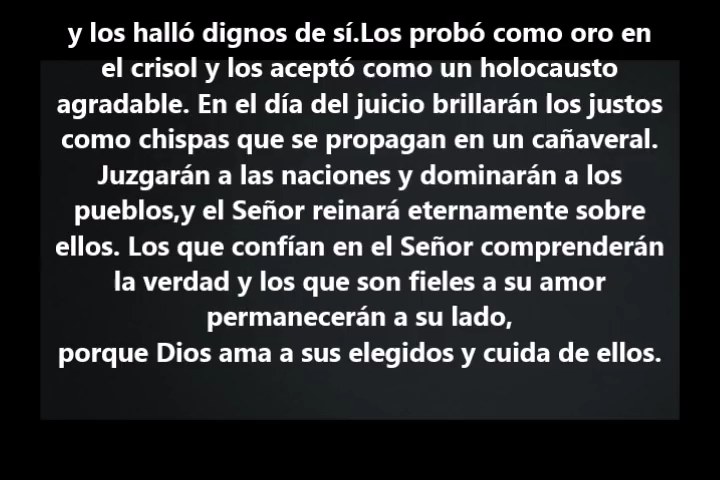 y los halló dignos de sí.Los probó como oro en
el crisol y los aceptó como un holocausto
agradable. En el día del juicio brillarán los justos
como chispas que se propagan en un cañaveral.
Juzgarán a las naciones y dominarán a los
pueblos,y el Señor reinará eternamente sobre
ellos. Los que confían en el Señor comprenderán
la verdad y los que son fieles a su amor
permanecerán a su lado,
porque Dios ama a sus elegidos y cuida de ellos.